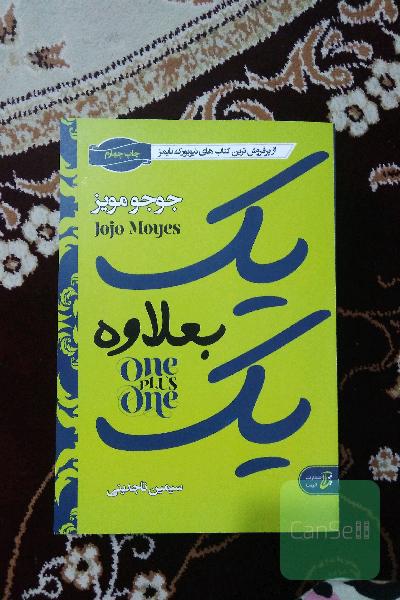 از پرفروش ترین کتاب های نیویورک تایمز
چاپ چهارم
جوجو مویز
Jojo Moyes
یک
بعلاوه
یک
One
PLUS
One
سیمین تاجدینی
CanSell